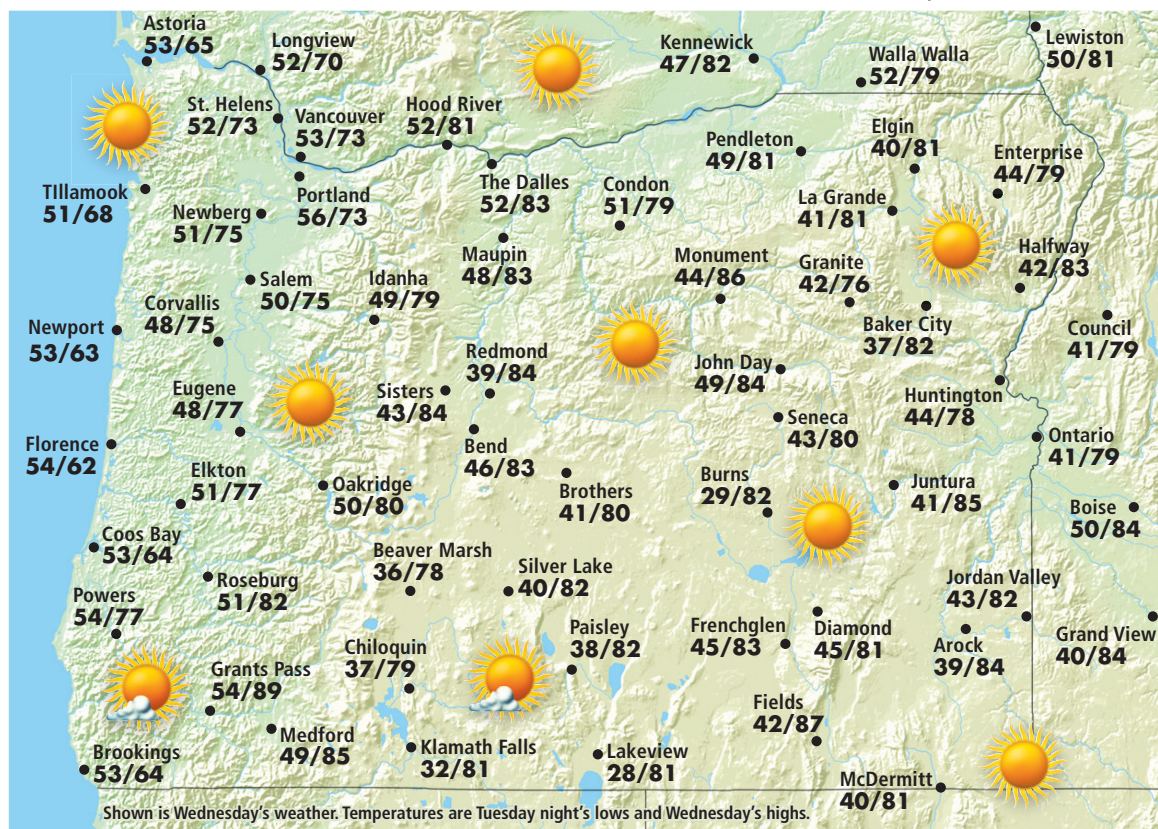 Astoria
53/65
Longview
52/70
Kennewick
47/82
Walla Walla
52/79
Lewiston
50/81
St. Helens
52/73
Vancouver
53/73
Hood River
52/81
Pendleton
49/81
Elgin
40/81
Enterprise
44/79
TIllamook
51/68
Newberg
51/75
Portland
56/73
The Dalles
52/83
Condon
51/79
La Grande
41/81
Maupin
48/83
Monument
44/86
Granite
42/76
Halfway
42/83
Salem
50/75
Idanha
49/79
Corvallis
48/75
Newport
53/63
Baker City
37/82
Council
41/79
Redmond
39/84
John Day
49/84
Eugene
48/77
Sisters
43/84
Huntington
44/78
Seneca
43/80
Florence
54/62
Bend
46/83
Ontario
41/79
Elkton
51/77
Oakridge
50/80
Brothers
41/80
Burns
29/82
Juntura
41/85
Boise
50/84
Coos Bay
53/64
Beaver Marsh
36/78
Silver Lake
40/82
Roseburg
51/82
Jordan Valley
43/82
Powers
54/77
Chiloquin
37/79
Paisley
38/82
Frenchglen
45/83
Diamond
45/81
Arock
39/84
Grand View
40/84
Grants Pass
54/89
Fields
42/87
Medford
49/85
Klamath Falls
32/81
Lakeview
28/81
Brookings
53/64
McDermitt
40/81
Shown is Wednesday's weather. Temperatures are Tuesday night's lows and Wednesday's highs.